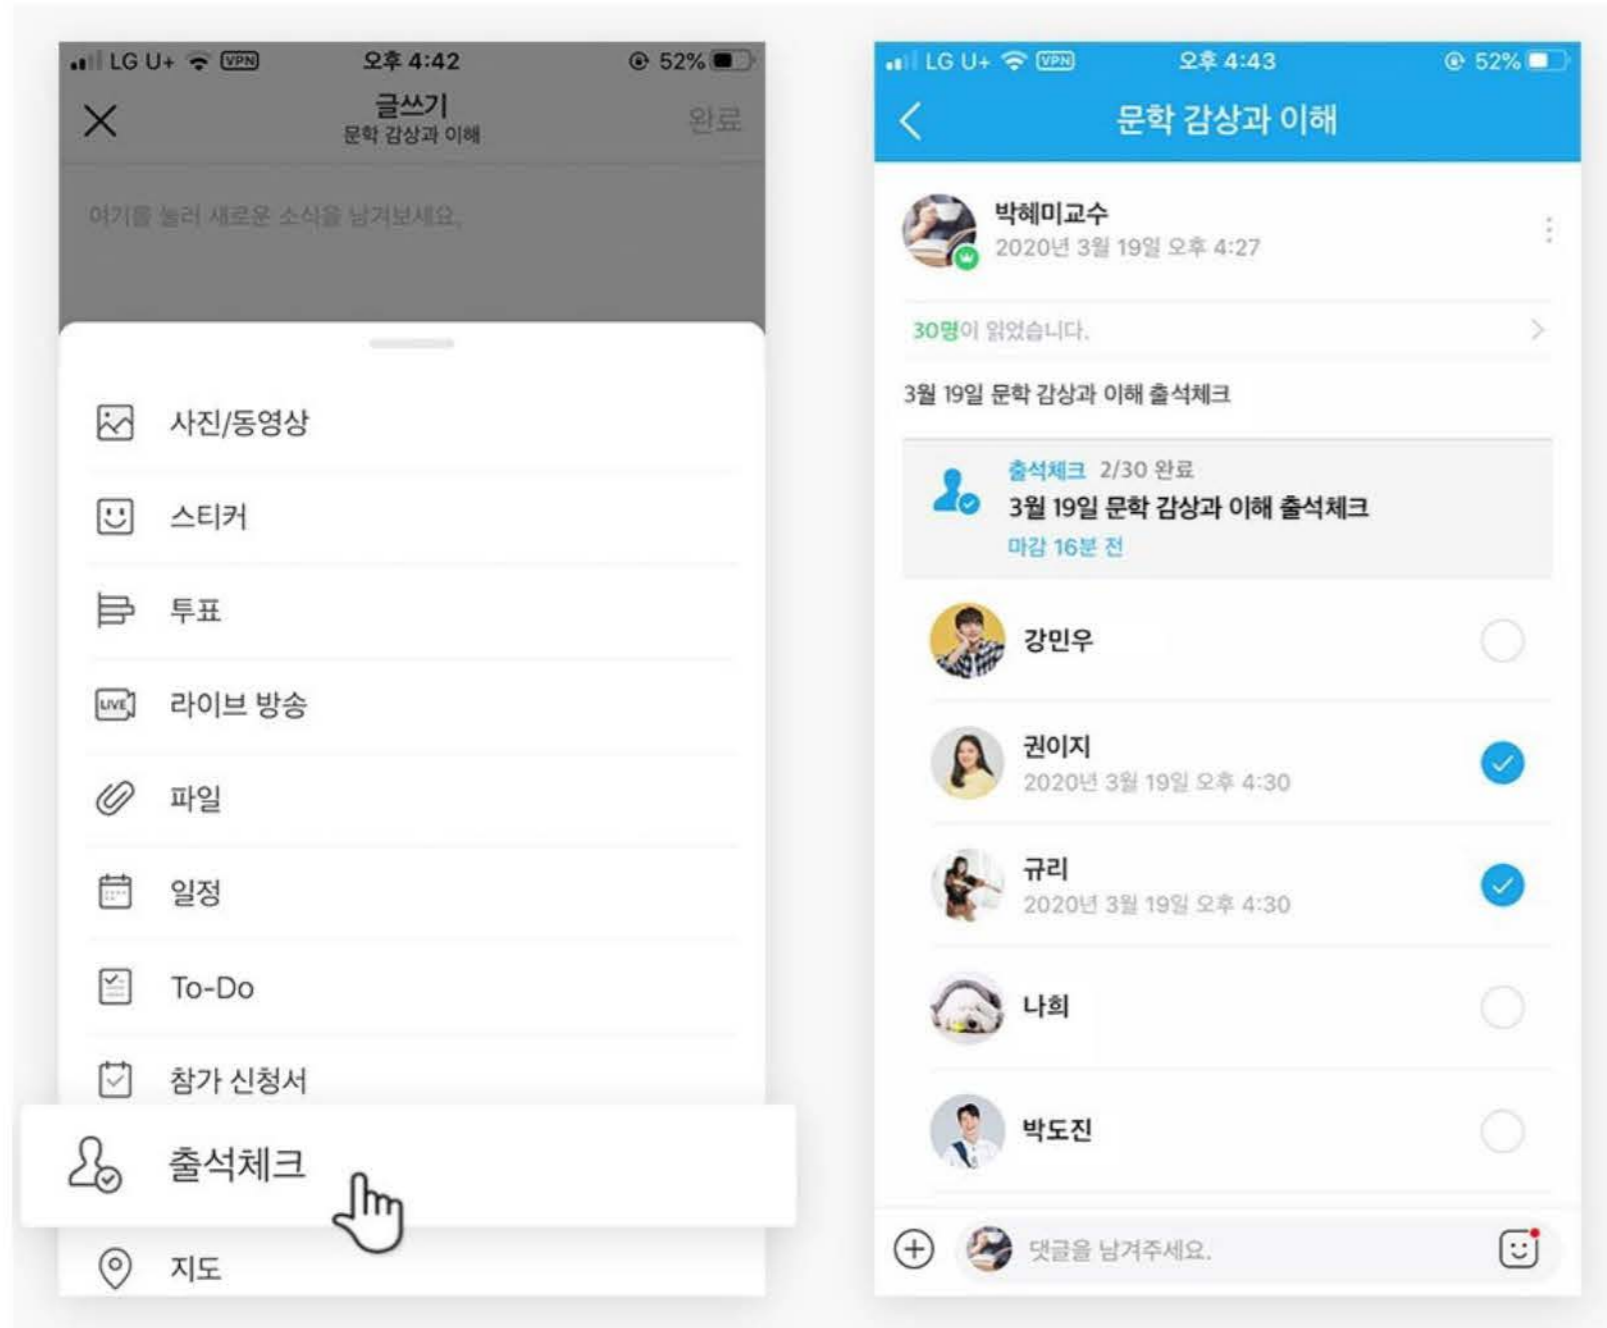 LG U+ VPN 오후 4:42 52%
글쓰기
문학 감상과 이해
완료
여기를 눌러 새로운 소식을 남겨보세요.
사진/동영상
스티커
투표
LIVE 라이브 방송
파일
일정
To-Do
참가 신청서
출석체크
지도
LG U+ VPN 오후 4:43 52%
문학 감상과 이해
박혜미교수
2020년 3월 19일 오후 4:27
30명이 읽었습니다.
3월 19일 문학 감상과 이해 출석체크
출석체크 2/30 완료
3월 19일 문학 감상과 이해 출석체크
마감 16분 전
강민우
권이지
2020년 3월 19일 오후 4:30
규리
2020년 3월 19일 오후 4:30
나희
박도진
댓글을 남겨주세요.